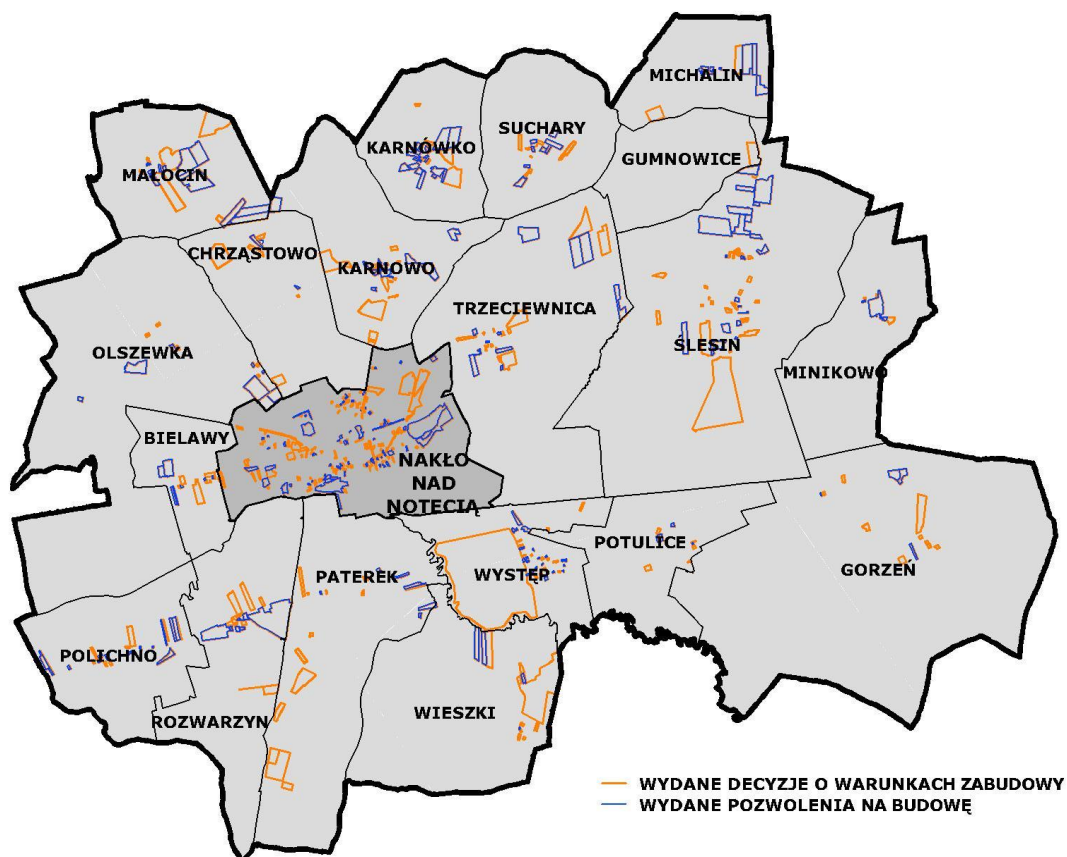 MICHALIN
SUCHARY
KARNÓWKO
GUMNOWICE
MAŁOCIN
CHRZĄSTOWO
KARNOWO
TRZECIEWNICA
OLSZEWKA
ŚLESIN
MINIKOWO
BIELAWY
NAKŁO
NAD
NOTECIĄ
POTULICE
GORZEŃ
PATEREK
WYSTĘP
POLICHNO
ROZWARZYN
WIESZKI
WYDANE DECYZJE O WARUNKACH ZABUDOWY
WYDANE POZWOLENIA NA BUDOWĘ